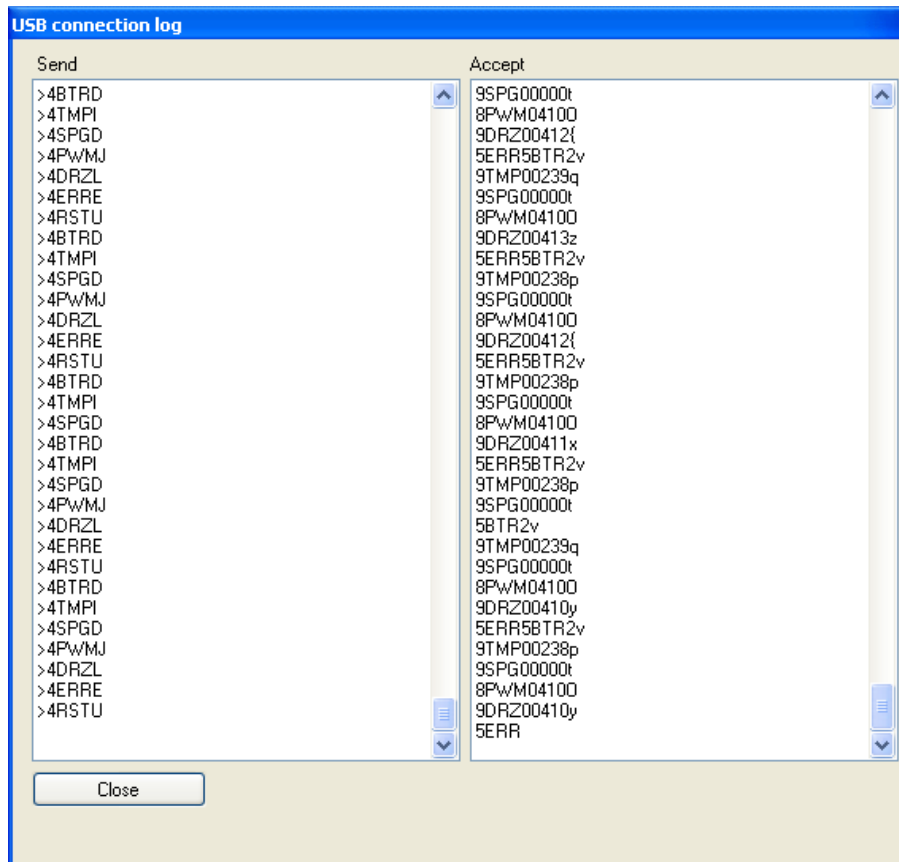 USB connection log
Send
>4BTRD
>4TMPI
>4SPGD
>4PWMJ
>4DRZL
>4ERRE
>4RSTU
>4BTRD
>4TMPI
>4SPGD
>4PWMJ
>4DRZL
>4ERRE
>4RSTU
>4BTRD
>4TMPI
>4SPGD
>4BTRD
>4TMPI
>4SPGD
>4PWMJ
>4DRZL
>4ERRE
>4RSTU
>4BTRD
>4TMPI
>4SPGD
>4PWMJ
>4DRZL
>4ERRE
>4RSTU
Accept
9SPG00000t
8PWM0410O
9DRZ00412{
5ERR5BTR2v
9TMP00239q
9SPG00000t
8PWM0410O
9DRZ00413z
5ERR5BTR2v
9TMP00238p
9SPG00000t
8PWM0410O
9DRZ00412{
5ERR5BTR2v
9TMP00238p
9SPG00000t
8PWM0410O
9DRZ00411x
5ERR5BTR2v
9TMP00238p
9SPG00000t
5BTR2v
9TMP00239q
9SPG00000t
8PWM0410O
9DRZ00410y
5ERR5BTR2v
9TMP00238p
9SPG00000t
8PWM0410O
9DRZ00410y
5ERR
Close